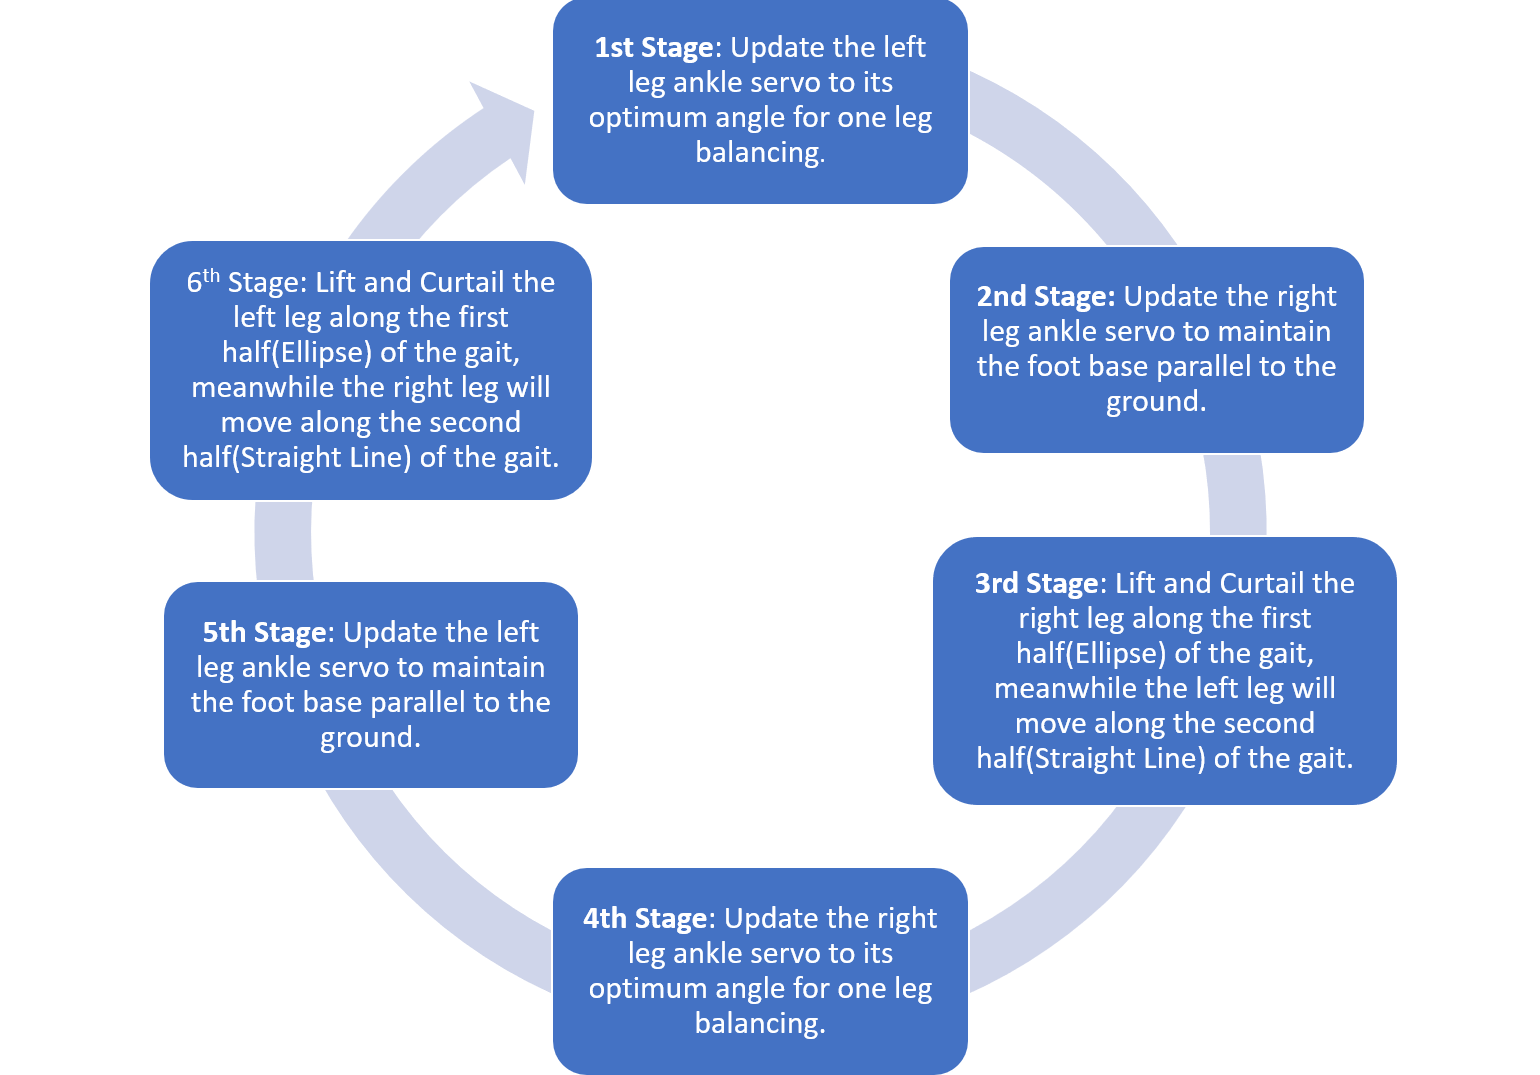 1st Stage: Update the left
leg ankle servo to its
optimum angle for one leg
balancing.
2nd Stage: Update the right
leg ankle servo to maintain
the foot base parallel to the
ground.
3rd Stage: Lift and Curtail the
right leg along the first
half(Ellipse) of the gait,
meanwhile the left leg will
move along the second
half(Straight Line) of the gait.
4th Stage: Update the right
leg ankle servo to its
optimum angle for one leg
balancing.
5th Stage: Update the left
leg ankle servo to maintain
the foot base parallel to the
ground.
6th Stage: Lift and Curtail the
left leg along the first
half(Ellipse) of the gait,
meanwhile the right leg will
move along the second
half(Straight Line) of the gait.